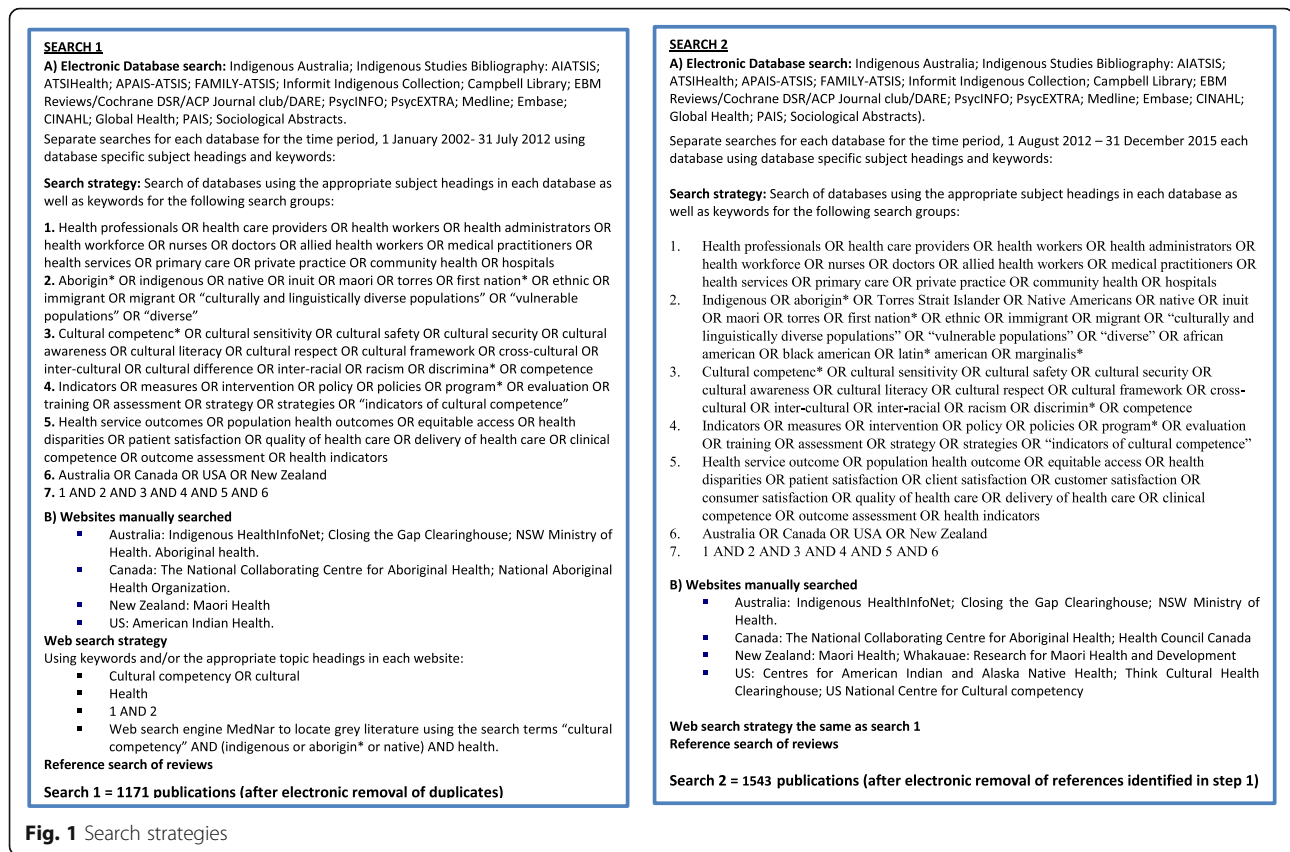 SEARCH 1
A) Electronic Database search: Indigenous Australia; Indigenous Studies Bibliography: AIATSIS;
ATSIHealth; APAIS-ATSIS; FAMILY-ATSIS; Informit Indigenous Collection; Campbell Library; EBM
Reviews/Cochrane DSR/ACP Journal club/DARE; PsycINFO; PsycEXTRA; Medline; Embase;
CINAHL; Global Health; PAIS; Sociological Abstracts.
Separate searches for each database for the time period, 1 January 2002- 31 July 2012 using
database specific subject headings and keywords:
Search strategy: Search of databases using the appropriate subject headings in each database as
well as keywords for the following search groups:
1. Health professionals OR health care providers OR health workers OR health administrators OR
health workforce OR nurses OR doctors OR allied health workers OR medical practitioners OR
health services OR primary care OR private practice OR community health OR hospitals
2. Aborigin* OR indigenous OR native OR inuit OR maori OR torres OR first nation* OR ethnic OR
immigrant OR migrant OR “culturally and linguistically diverse populations” OR “vulnerable
populations” OR “diverse”
3. Cultural competenc* OR cultural sensitivity OR cultural safety OR cultural security OR cultural
awareness OR cultural literacy OR cultural respect OR cultural framework OR cross-cultural OR
inter-cultural OR cultural difference OR inter-racial OR racism OR discrimina* OR competence
4. Indicators OR measures OR intervention OR policy OR policies OR program* OR evaluation OR
training OR assessment OR strategy OR strategies OR “indicators of cultural competence”
5. Health service outcomes OR population health outcomes OR equitable access OR health
disparities OR patient satisfaction OR quality of health care OR delivery of health care OR clinical
competence OR outcome assessment OR health indicators
6. Australia OR Canada OR USA OR New Zealand
7. 1 AND 2 AND 3 AND 4 AND 5 AND 6
B) Websites manually searched
▪ Australia: Indigenous HealthInfoNet; Closing the Gap Clearinghouse; NSW Ministry of
Health. Aboriginal health.
▪ Canada: The National Collaborating Centre for Aboriginal Health; National Aboriginal
Health Organization.
▪ New Zealand: Maori Health
▪ US: American Indian Health.
Web search strategy
Using keywords and/or the appropriate topic headings in each website:
▪ Cultural competency OR cultural
▪ Health
▪ 1 AND 2
▪ Web search engine MedNar to locate grey literature using the search terms “cultural
competency” AND (indigenous or aborigin* or native) AND health.
Reference search of reviews
Search 1 = 1171 publications (after electronic removal of duplicates)
SEARCH 2
A) Electronic Database search: Indigenous Australia; Indigenous Studies Bibliography: AIATSIS;
ATSIHealth; APAIS-ATSIS; FAMILY-ATSIS; Informit Indigenous Collection; Campbell Library; EBM
Reviews/Cochrane DSR/ACP Journal club/DARE; PsycINFO; PsycEXTRA; Medline; Embase; CINAHL;
Global Health; PAIS; Sociological Abstracts).
Separate searches for each database for the time period, 1 August 2012 – 31 December 2015 each
database using database specific subject headings and keywords:
Search strategy: Search of databases using the appropriate subject headings in each database as
well as keywords for the following search groups:
1. Health professionals OR health care providers OR health workers OR health administrators OR
health workforce OR nurses OR doctors OR allied health workers OR medical practitioners OR
health services OR primary care OR private practice OR community health OR hospitals
2. Indigenous OR aborigin* OR Torres Strait Islander OR Native Americans OR native OR inuit
OR maori OR torres OR first nation* OR ethnic OR immigrant OR migrant OR “culturally and
linguistically diverse populations” OR “vulnerable populations” OR “diverse” OR african
american OR black american OR latin* american OR marginalis*
3. Cultural competenc* OR cultural sensitivity OR cultural safety OR cultural security OR
cultural awareness OR cultural literacy OR cultural respect OR cultural framework OR cross-
cultural OR inter-cultural OR inter-racial OR racism OR discrimin* OR competence
4. Indicators OR measures OR intervention OR policy OR policies OR program* OR evaluation
OR training OR assessment OR strategy OR strategies OR “indicators of cultural competence”
5. Health service outcome OR population health outcome OR equitable access OR health
disparities OR patient satisfaction OR client satisfaction OR customer satisfaction OR
consumer satisfaction OR quality of health care OR delivery of health care OR clinical
competence OR outcome assessment OR health indicators
6. Australia OR Canada OR USA OR New Zealand
7. 1 AND 2 AND 3 AND 4 AND 5 AND 6
B) Websites manually searched
▪ Australia: Indigenous HealthInfoNet; Closing the Gap Clearinghouse; NSW Ministry of
Health.
▪ Canada: The National Collaborating Centre for Aboriginal Health; Health Council Canada
▪ New Zealand: Maori Health; Whakauae: Research for Maori Health and Development
▪ US: Centres for American Indian and Alaska Native Health; Think Cultural Health
Clearinghouse; US National Centre for Cultural competency
Web search strategy the same as search 1
Reference search of reviews
Search 2 = 1543 publications (after electronic removal of references identified in step 1)
Fig. 1 Search strategies